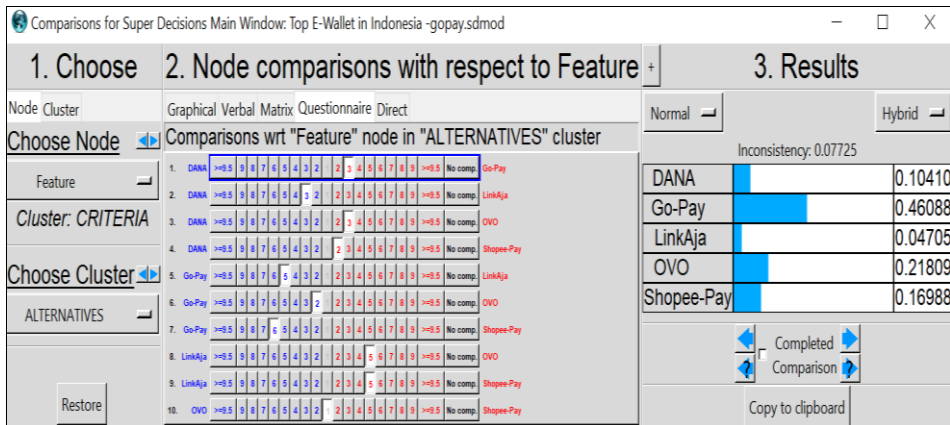 Comparisons for Super Decisions Main Window: Top E-Wallet in Indonesia -gopay.sdmod
1. Choose
Node Cluster
Choose Node
Feature
Cluster: CRITERIA
Choose Cluster
ALTERNATIVES
Restore
2. Node comparisons with respect to Feature
+
Graphical Verbal Matrix Questionnaire Direct
Comparisons wrt "Feature" node in "ALTERNATIVES" cluster
1. DANA >=9.5 9 8 7 6 5 4 3 2 2 3 4 5 6 7 8 9 >=9.5 No comp. Go-Pay
2. DANA >=9.5 9 8 7 6 5 4 3 2 2 3 4 5 6 7 8 9 >=9.5 No comp. LinkAja
3. DANA >=9.5 9 8 7 6 5 4 3 2 2 3 4 5 6 7 8 9 >=9.5 No comp. OVO
4. DANA >=9.5 9 8 7 6 5 4 3 2 2 3 4 5 6 7 8 9 >=9.5 No comp. Shopee-Pay
5. Go-Pay >=9.5 9 8 7 6 5 4 3 2 2 3 4 5 6 7 8 9 >=9.5 No comp. LinkAja
6. Go-Pay >=9.5 9 8 7 6 5 4 3 2 2 3 4 5 6 7 8 9 >=9.5 No comp. OVO
7. Go-Pay >=9.5 9 8 7 6 5 4 3 2 2 3 4 5 6 7 8 9 >=9.5 No comp. Shopee-Pay
8. LinkAja >=9.5 9 8 7 6 5 4 3 2 2 3 4 5 6 7 8 9 >=9.5 No comp. OVO
9. LinkAja >=9.5 9 8 7 6 5 4 3 2 2 3 4 5 6 7 8 9 >=9.5 No comp. Shopee-Pay
10. OVO >=9.5 9 8 7 6 5 4 3 2 1 2 3 4 5 6 7 8 9 >=9.5 No comp. Shopee-Pay
3. Results
Normal Hybrid
Inconsistency: 0.07725
DANA 0.10410
Go-Pay 0.46088
LinkAja 0.04705
OVO 0.21809
Shopee-Pay 0.16988
Completed
Comparison
? ?
Copy to clipboard